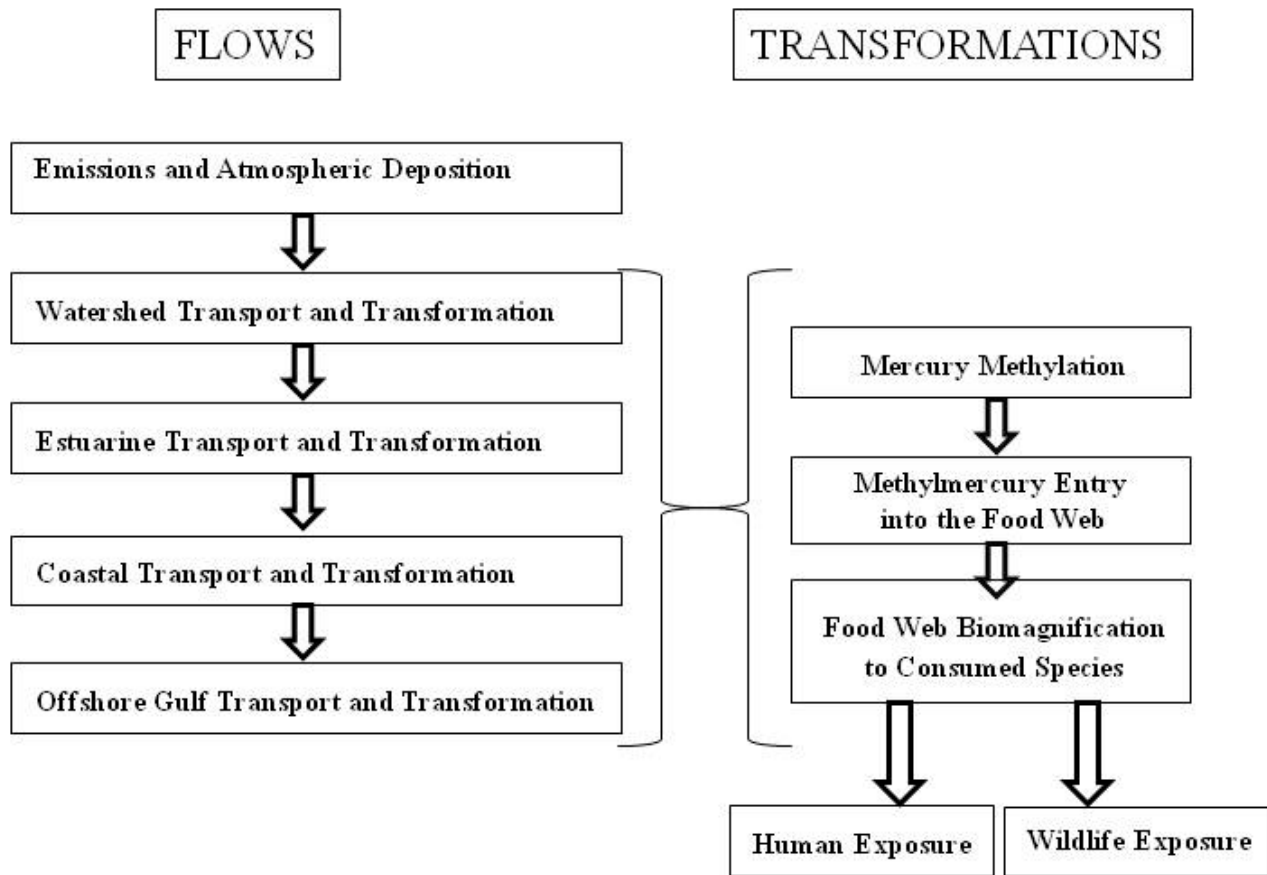 FLOWS
TRANSFORMATIONS
Emissions and Atmospheric Deposition
Watershed Transport and Transformation
Estuarine Transport and Transformation
Coastal Transport and Transformation
Offshore Gulf Transport and Transformation
Mercury Methylation
Methylmercury Entry
into the Food Web
Food Web Biomagnification
to Consumed Species
Human Exposure
Wildlife Exposure